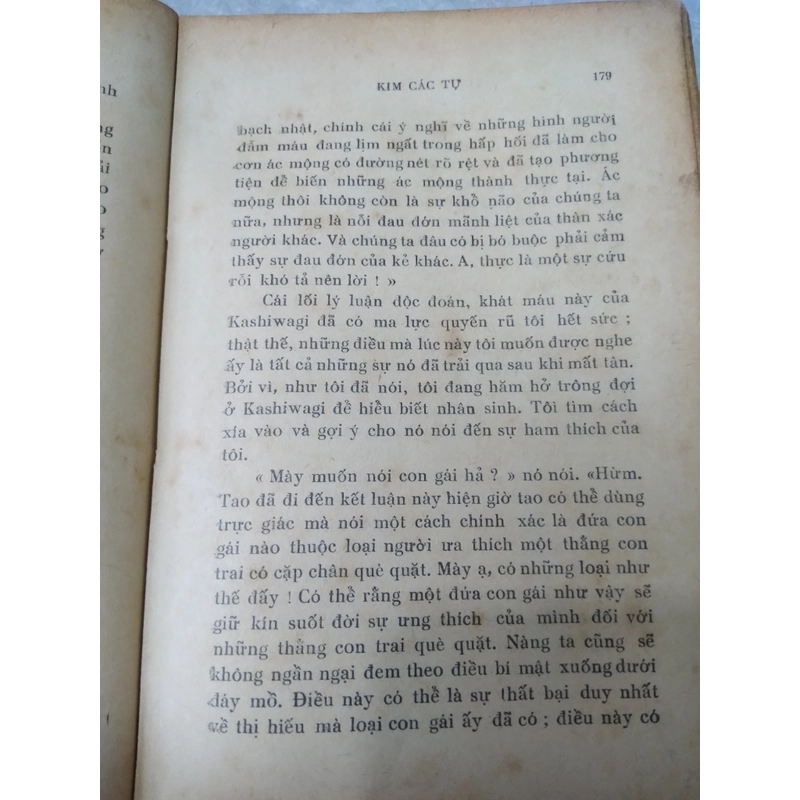 nh
ng
ên
ải
ò
ò
g
r
KIM CÁC TỰ
179
bạch nhật, chính cái ý nghĩ về những hình người
đẫm máu đang lịm ngất trong hấp hối đã làm cho
cơn ác mộng có đường nét rõ rệt và đã tạo phương
tiện để biến những ác mộng thành thực tại. Ác
mộng thôi không còn là sự khổ não của chúng ta
nữa, nhưng là nỗi đau đớn mãnh liệt của thân xác
người khác. Và chúng ta đâu có bị bó buộc phải cảm
thấy sự đau đớn của kẻ khác. A, thực là một sự cứu
rỗi khó tả nên lời ! »
Cái lối lý luận độc đoán, khát máu này của
Kashiwagi đã có ma lực quyến rũ tôi hết sức ;
thật thế, những điều mà lúc này tôi muốn được nghe
ấy là tất cả những sự nó đã trải qua sau khi mất tân.
Bởi vì, như tôi đã nói, tôi đang hăm hở trông đợi
ở Kashiwagi để hiểu biết nhân sinh. Tôi tìm cách
xía vào và gợi ý cho nó nói đến sự ham thích của
tôi.
« Mày muốn nói con gái hả ? » nó nói. «Hừm.
Tao đã đi đến kết luận này hiện giờ tao có thể dùng
trực giác mà nói một cách chính xác là đứa con
gái nào thuộc loại người ưa thích một thằng con
trai có cặp chân què quặt. Mày ạ, có những loại như
thế đấy ! Có thể rằng một đứa con gái như vậy sẽ
giữ kín suốt đời sự ưng thích của mình đối với
những thằng con trai què quặt. Nàng ta cũng sẽ
không ngần ngại đem theo điều bí mật xuống dưới
đáy mồ. Điều này có thể là sự thất bại duy nhất
về thị hiếu mà loại con gái ấy đã có ; điều này có